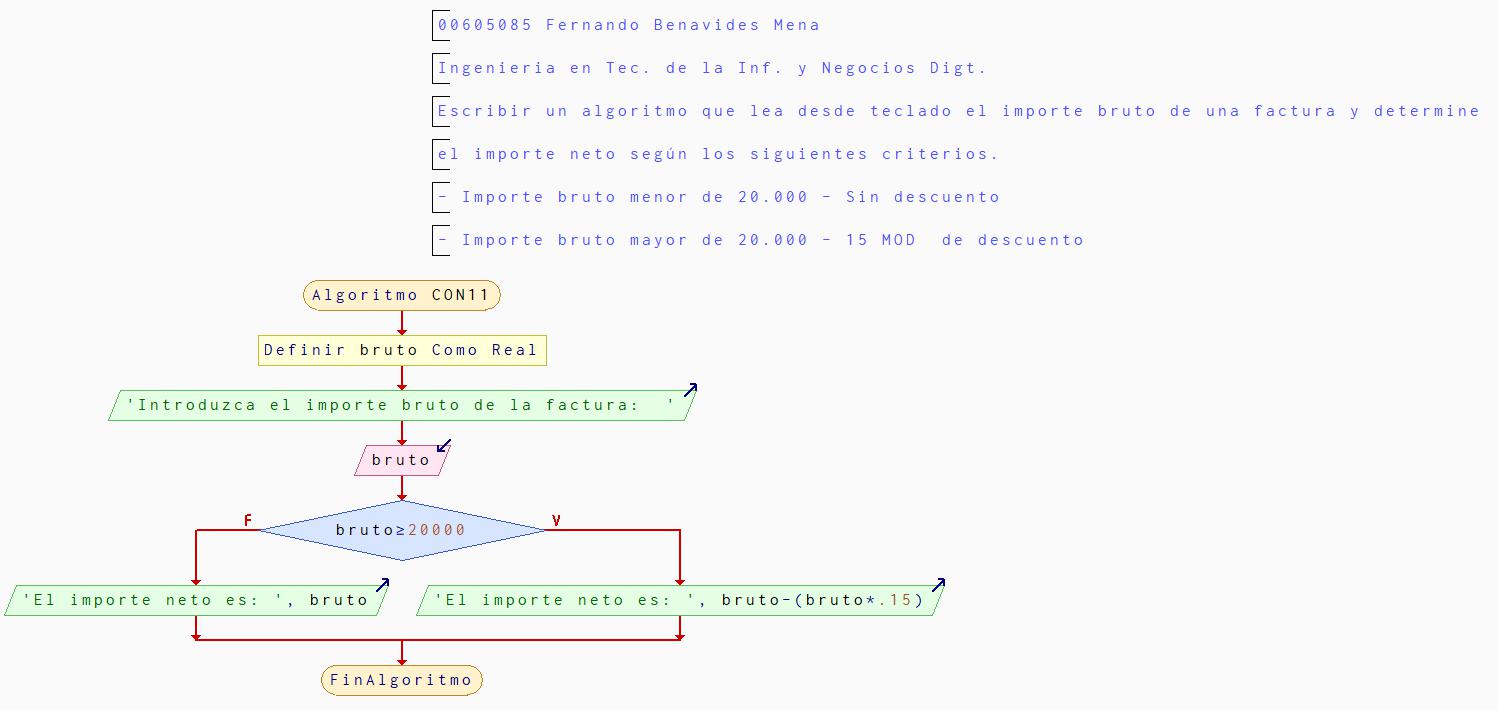 00605085 Fernando Benavides Mena
Ingenieria en Tec. de la Inf. y Negocios Digt.
Escribir un algoritmo que lea desde teclado el importe bruto de una factura y determine
el importe neto según los siguientes criterios.
- Importe bruto menor de 20.000 - Sin descuento
- Importe bruto mayor de 20.000 - 15 MOD  de descuento
Algoritmo CON11
Definir bruto Como Real
'Introduzca el importe bruto de la factura:  '
bruto
F
V
bruto≥20000
'El importe neto es: ', bruto
'El importe neto es: ', bruto-(bruto*.15)
FinAlgoritmo